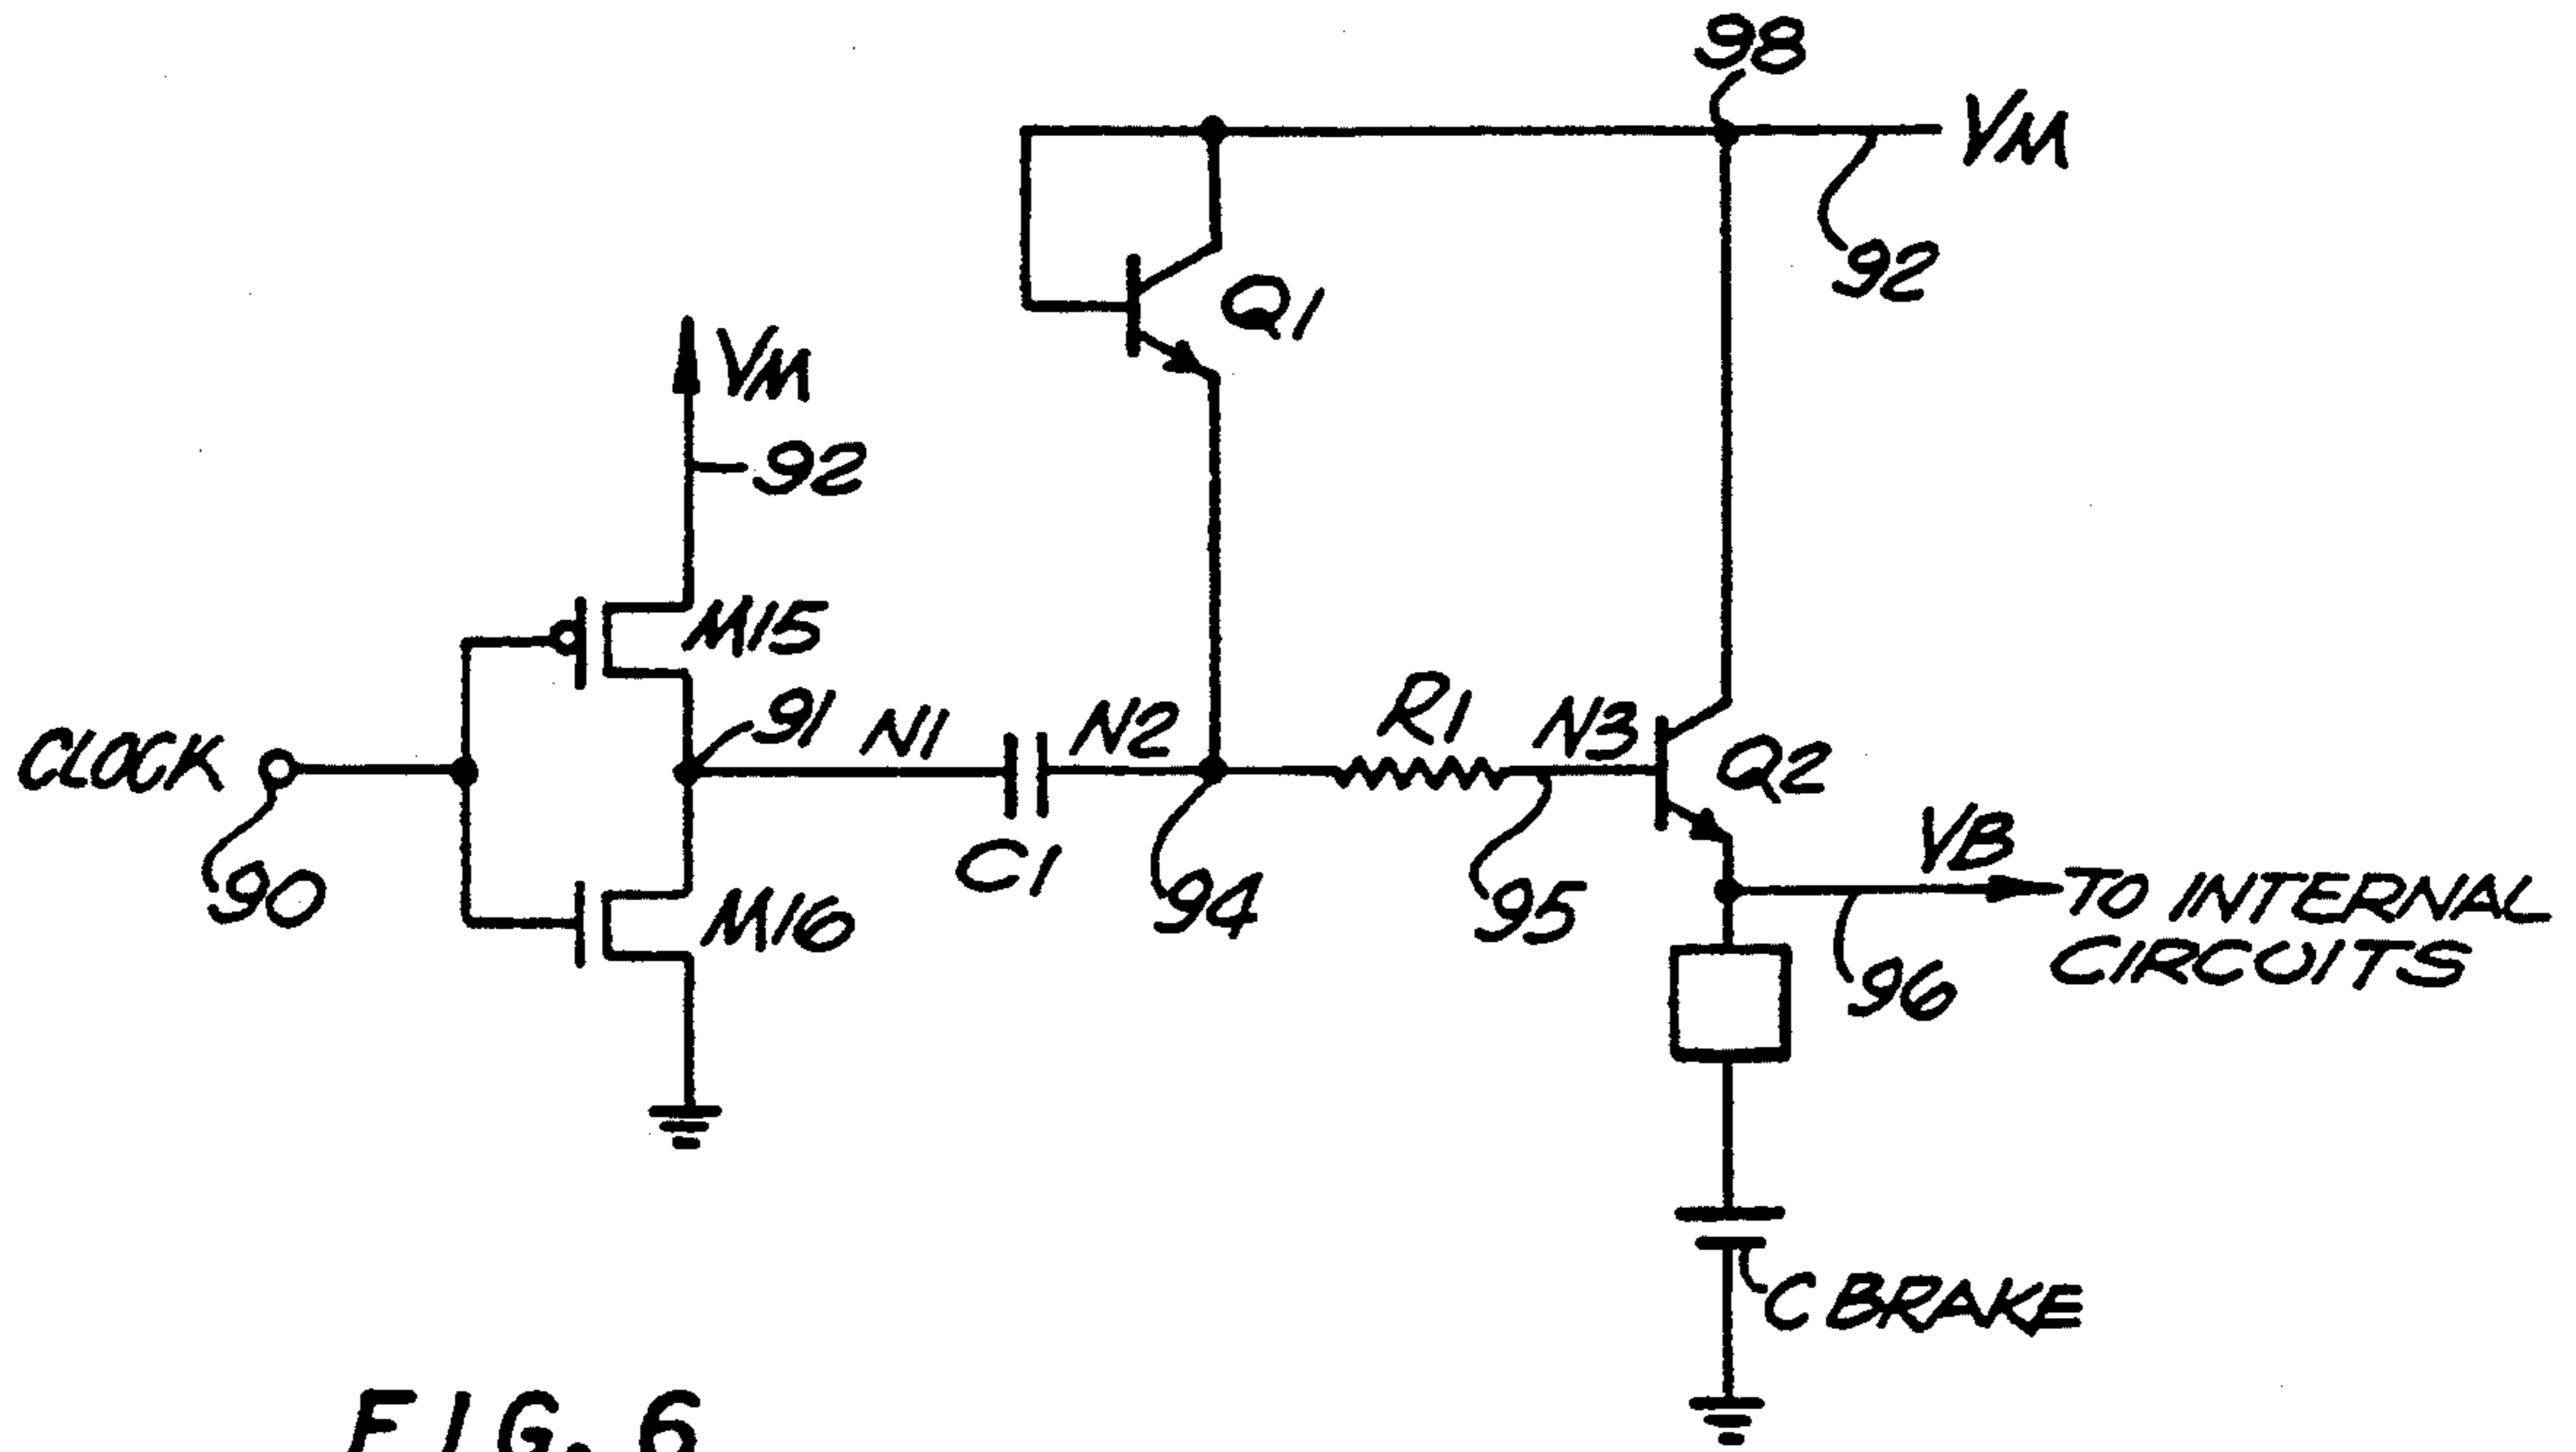 98
VM
92
Q1
VM
92
M15
91
N1
N2
R1
N3
Q2
CLOCK
90
C1
94
95
VB
TO INTERNAL
CIRCUITS
96
M16
C BRAKE
FIG. 6